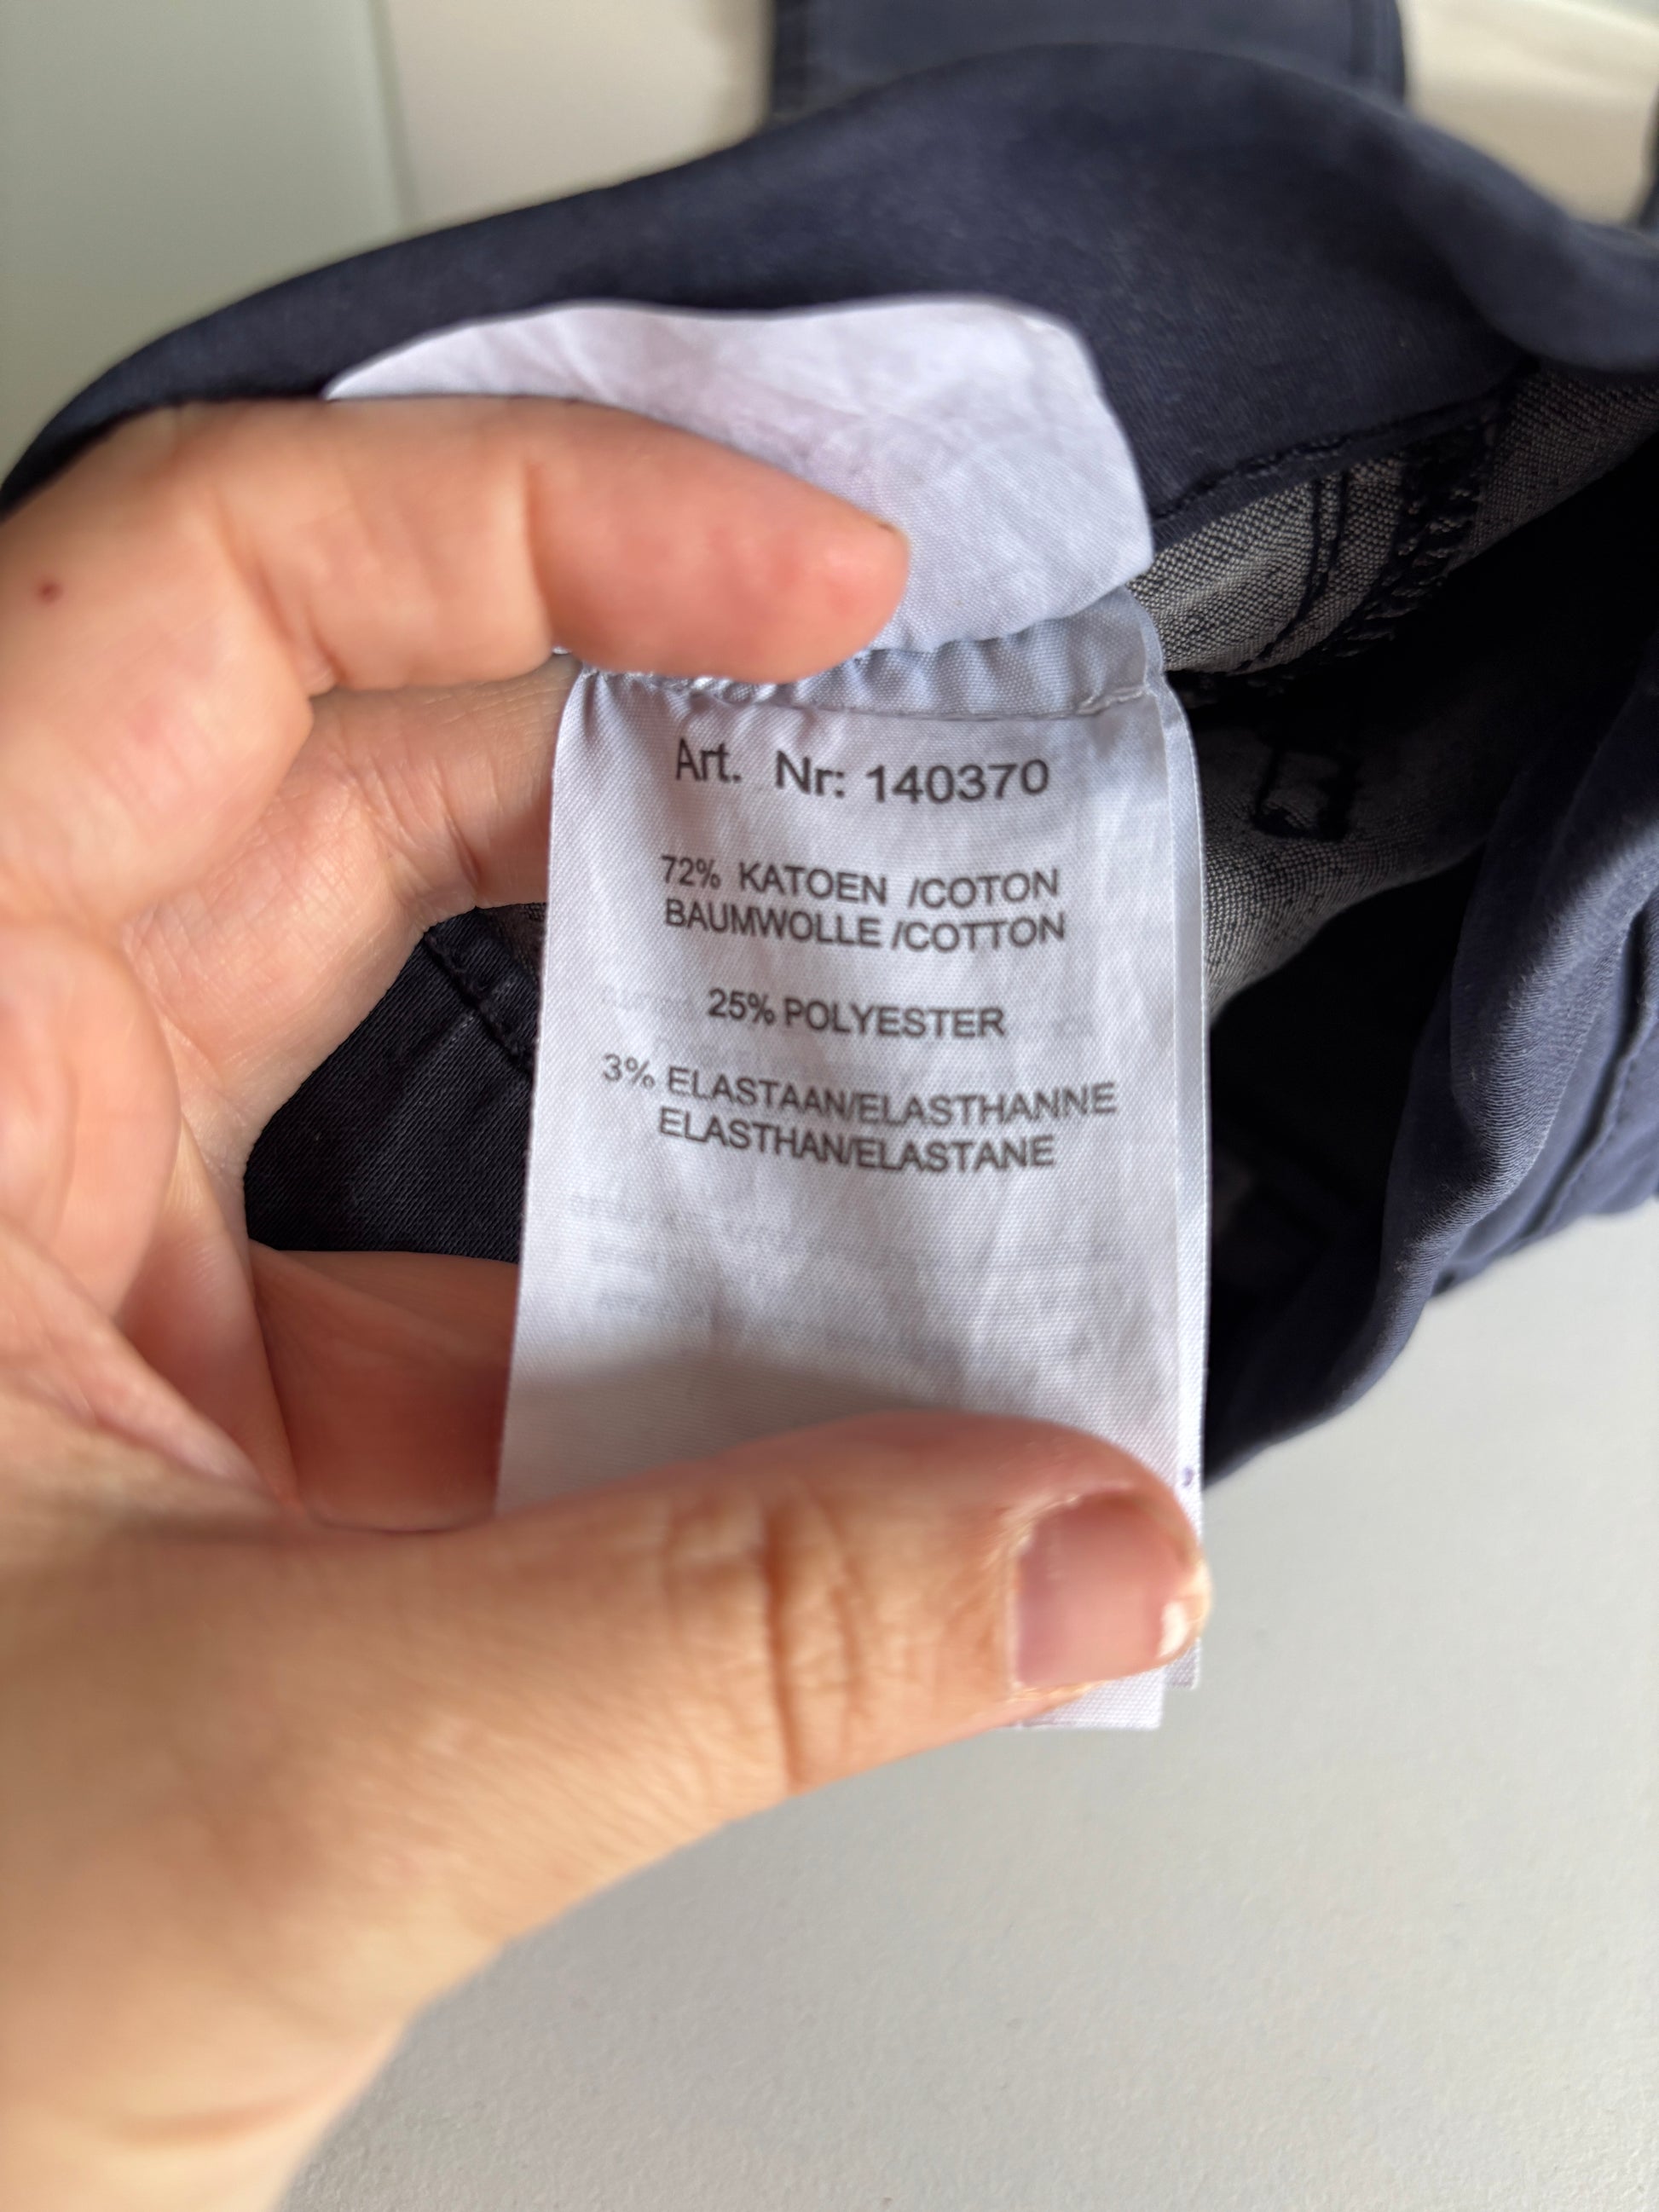 Art. Nr: 140370
72% KATOEN /COTON
BAUMWOLLE /COTTON
25% POLYESTER
3% ELASTAAN/ELASTHANNE
ELASTHAN/ELASTANE